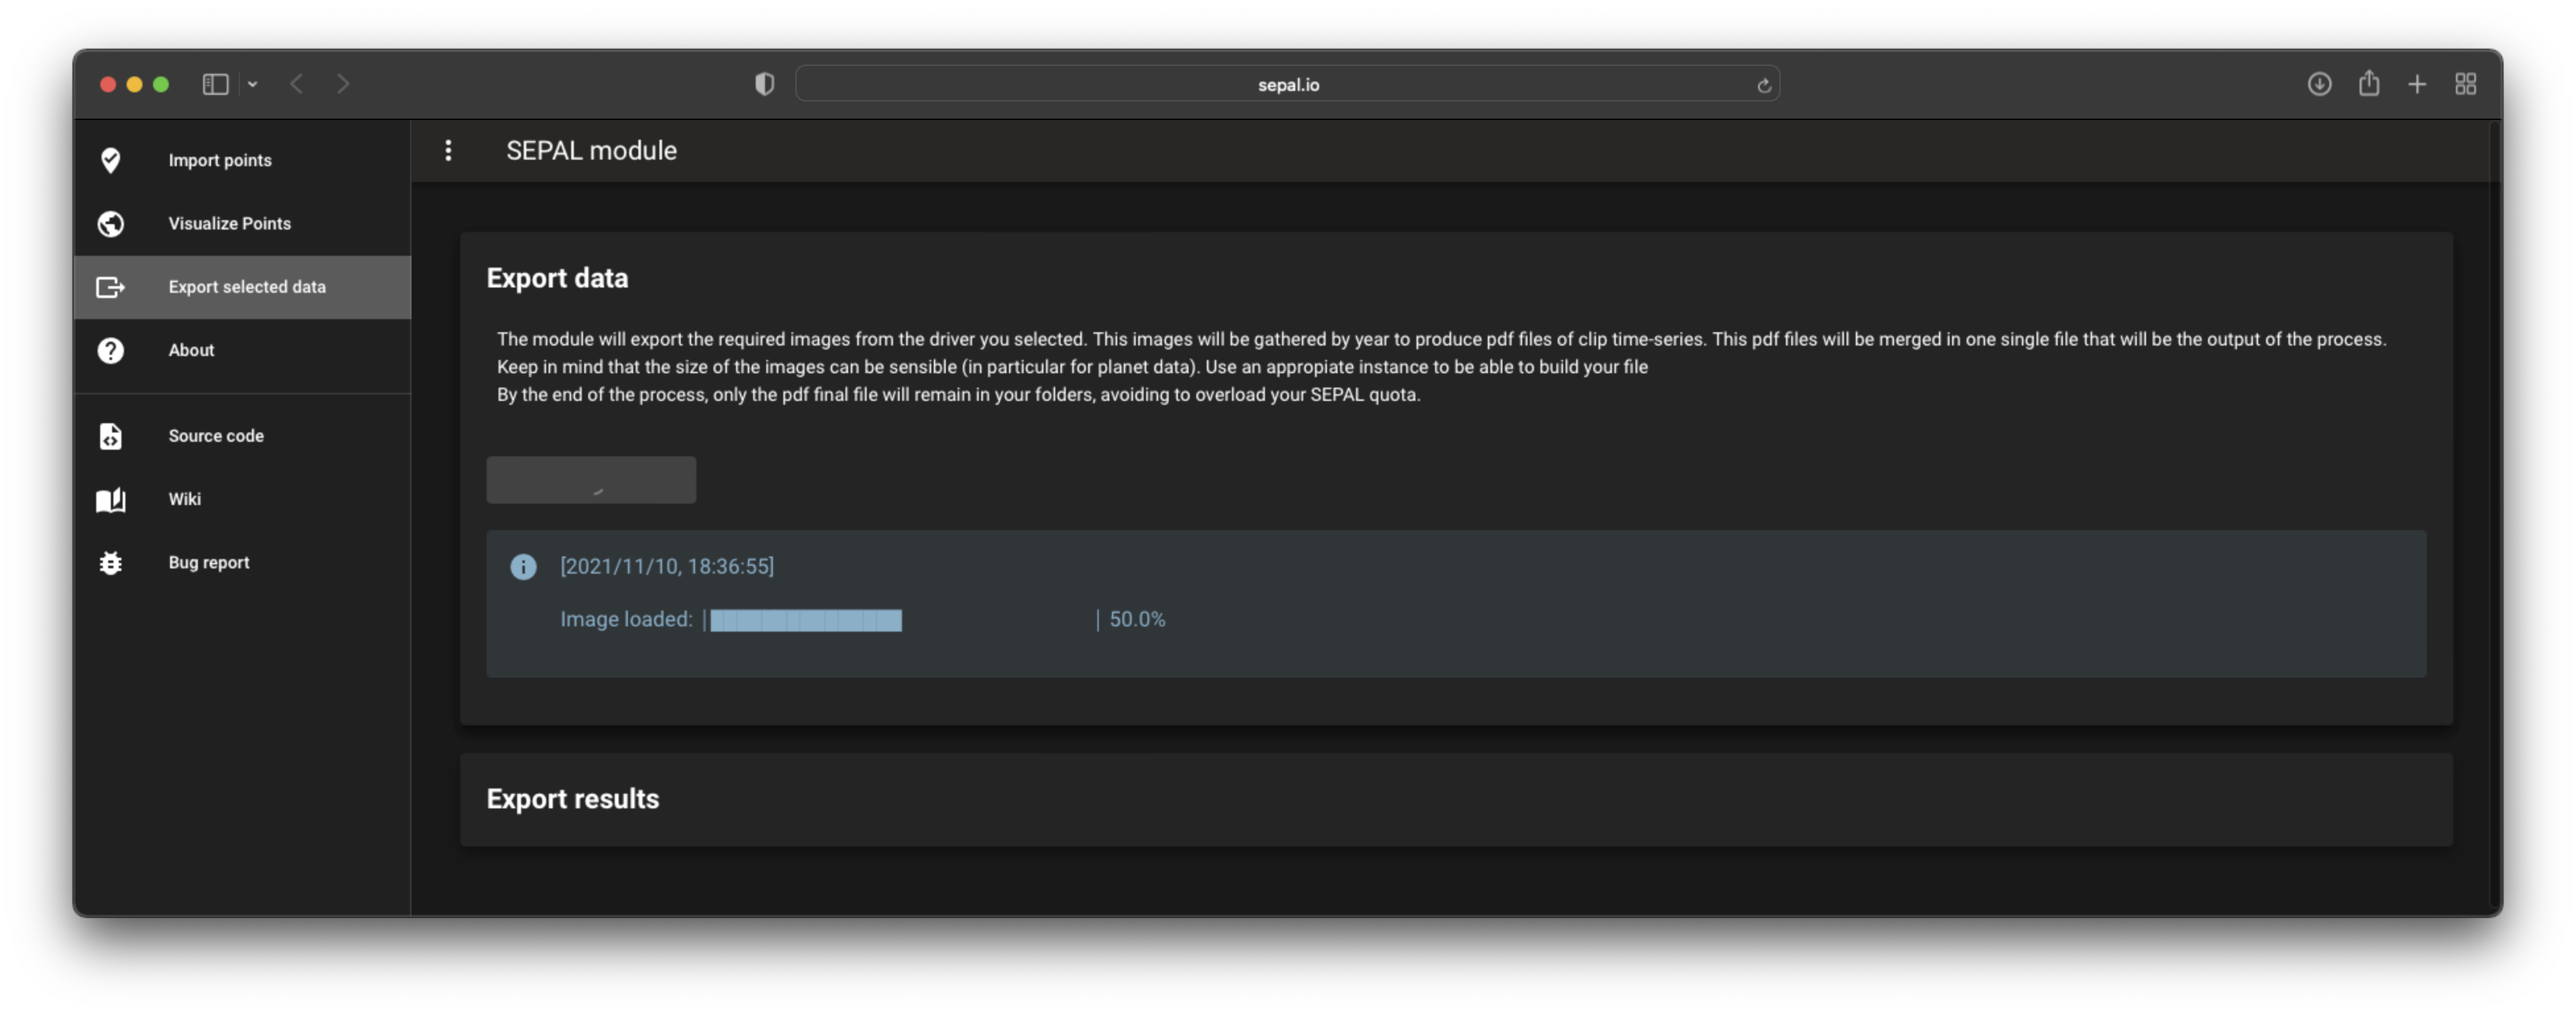 sepal.io
Import points
Visualize Points
Export selected data
About
Source code
Wiki
Bug report
SEPAL module
Export data
The module will export the required images from the driver you selected. This images will be gathered by year to produce pdf files of clip time-series. This pdf files will be merged in one single file that will be the output of the process.
Keep in mind that the size of the images can be sensible (in particular for planet data). Use an appropiate instance to be able to build your file
By the end of the process, only the pdf final file will remain in your folders, avoiding to overload your SEPAL quota.
[2021/11/10, 18:36:55]
Image loaded: | | 50.0%
Export results